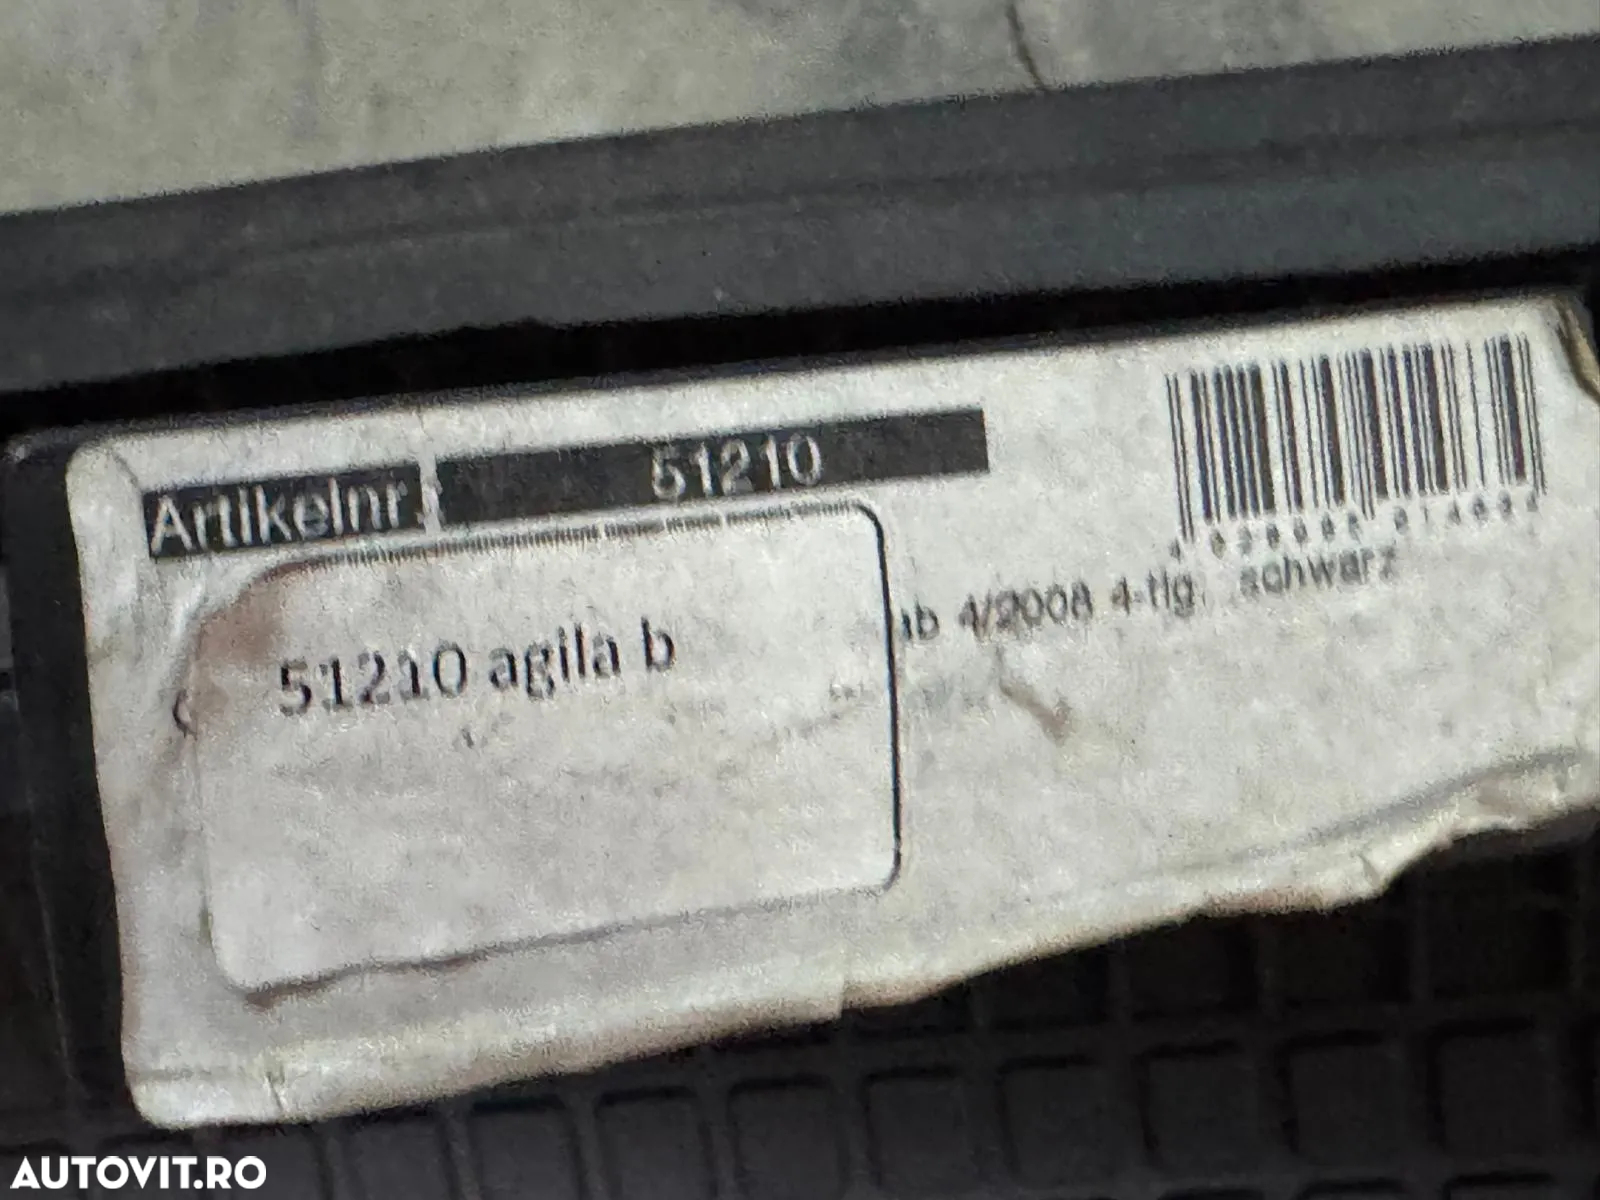 Artikelnr.: 51210
ab 4/2008 4-tlg. schwarz
51210 agila b
AUTOVIT.RO